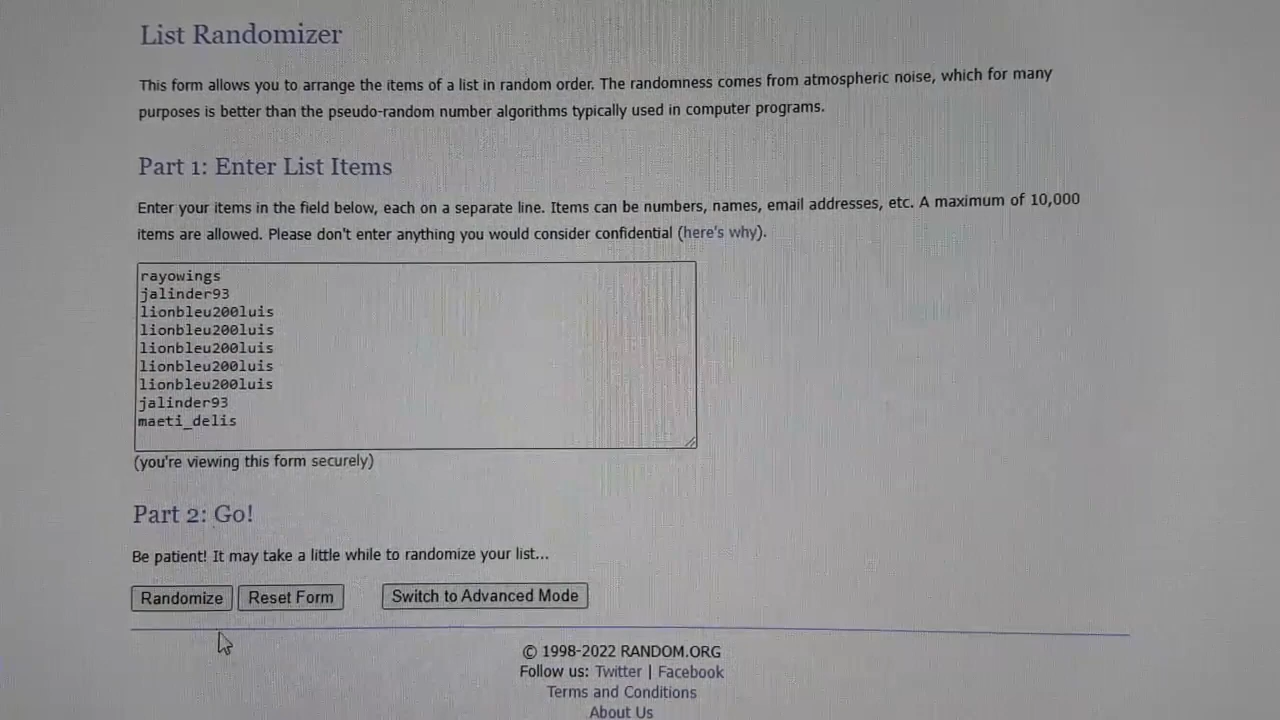 List Randomizer
This form allows you to arrange the items of a list in random order. The randomness comes from atmospheric noise, which for many
purposes is better than the pseudo-random number algorithms typically used in computer programs.
Part 1: Enter List Items
Enter your items in the field below, each on a separate line. Items can be numbers, names, email addresses, etc. A maximum of 10,000
items are allowed. Please don't enter anything you would consider confidential (here's why).
rayowings
jalinder93
lionbleu200luis
lionbleu200luis
lionbleu200luis
lionbleu200luis
lionbleu200luis
jalinder93
maeti_delis
(you're viewing this form securely)
Part 2: Go!
Be patient! It may take a little while to randomize your list...
Randomize Reset Form Switch to Advanced Mode
© 1998-2022 RANDOM.ORG
Follow us: Twitter | Facebook
Terms and Conditions
About Us